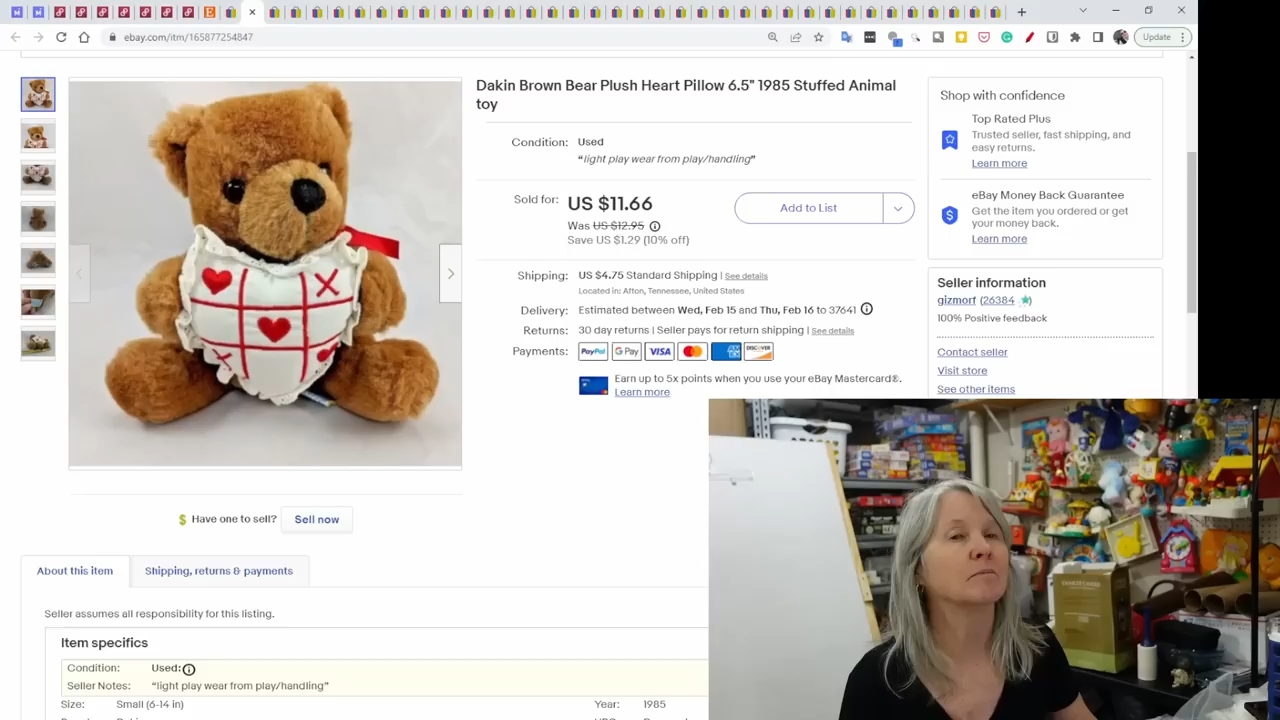 ebay.com/itm/165877254847
Update
Dakin Brown Bear Plush Heart Pillow 6.5" 1985 Stuffed Animal
toy
Condition: Used
"light play wear from play/handling"
Sold for: US $11.66
Add to List
Was US $12.95
Save US $1.29 (10% off)
Shipping: US $4.75 Standard Shipping | See details
Located in: Afton, Tennessee, United States
Delivery: Estimated between Wed, Feb 15 and Thu, Feb 16 to 37641
Returns: 30 day returns | Seller pays for return shipping | See details
Payments: PayPal G Pay VISA DISCOVER
Earn up to 5x points when you use your eBay Mastercard®.
Learn more
Shop with confidence
Top Rated Plus
Trusted seller, fast shipping, and
easy returns.
Learn more
eBay Money Back Guarantee
Get the item you ordered or get
your money back.
Learn more
Seller information
gizmorf (26384)
100% Positive feedback
Contact seller
Visit store
See other items
Have one to sell? Sell now
About this item
Shipping, returns & payments
Seller assumes all responsibility for this listing.
Item specifics
Condition: Used:
Seller Notes: "light play wear from play/handling"
Size: Small (6-14 in)
Year: 1985